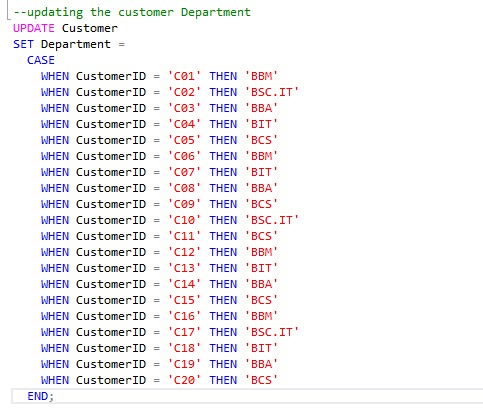 --updating the customer Department
UPDATE Customer
SET Department =
  CASE
    WHEN CustomerID = 'C01' THEN 'BBM'
    WHEN CustomerID = 'C02' THEN 'BSC.IT'
    WHEN CustomerID = 'C03' THEN 'BBA'
    WHEN CustomerID = 'C04' THEN 'BIT'
    WHEN CustomerID = 'C05' THEN 'BCS'
    WHEN CustomerID = 'C06' THEN 'BBM'
    WHEN CustomerID = 'C07' THEN 'BIT'
    WHEN CustomerID = 'C08' THEN 'BBA'
    WHEN CustomerID = 'C09' THEN 'BCS'
    WHEN CustomerID = 'C10' THEN 'BSC.IT'
    WHEN CustomerID = 'C11' THEN 'BCS'
    WHEN CustomerID = 'C12' THEN 'BBM'
    WHEN CustomerID = 'C13' THEN 'BIT'
    WHEN CustomerID = 'C14' THEN 'BBA'
    WHEN CustomerID = 'C15' THEN 'BCS'
    WHEN CustomerID = 'C16' THEN 'BBM'
    WHEN CustomerID = 'C17' THEN 'BSC.IT'
    WHEN CustomerID = 'C18' THEN 'BIT'
    WHEN CustomerID = 'C19' THEN 'BBA'
    WHEN CustomerID = 'C20' THEN 'BCS'
  END;